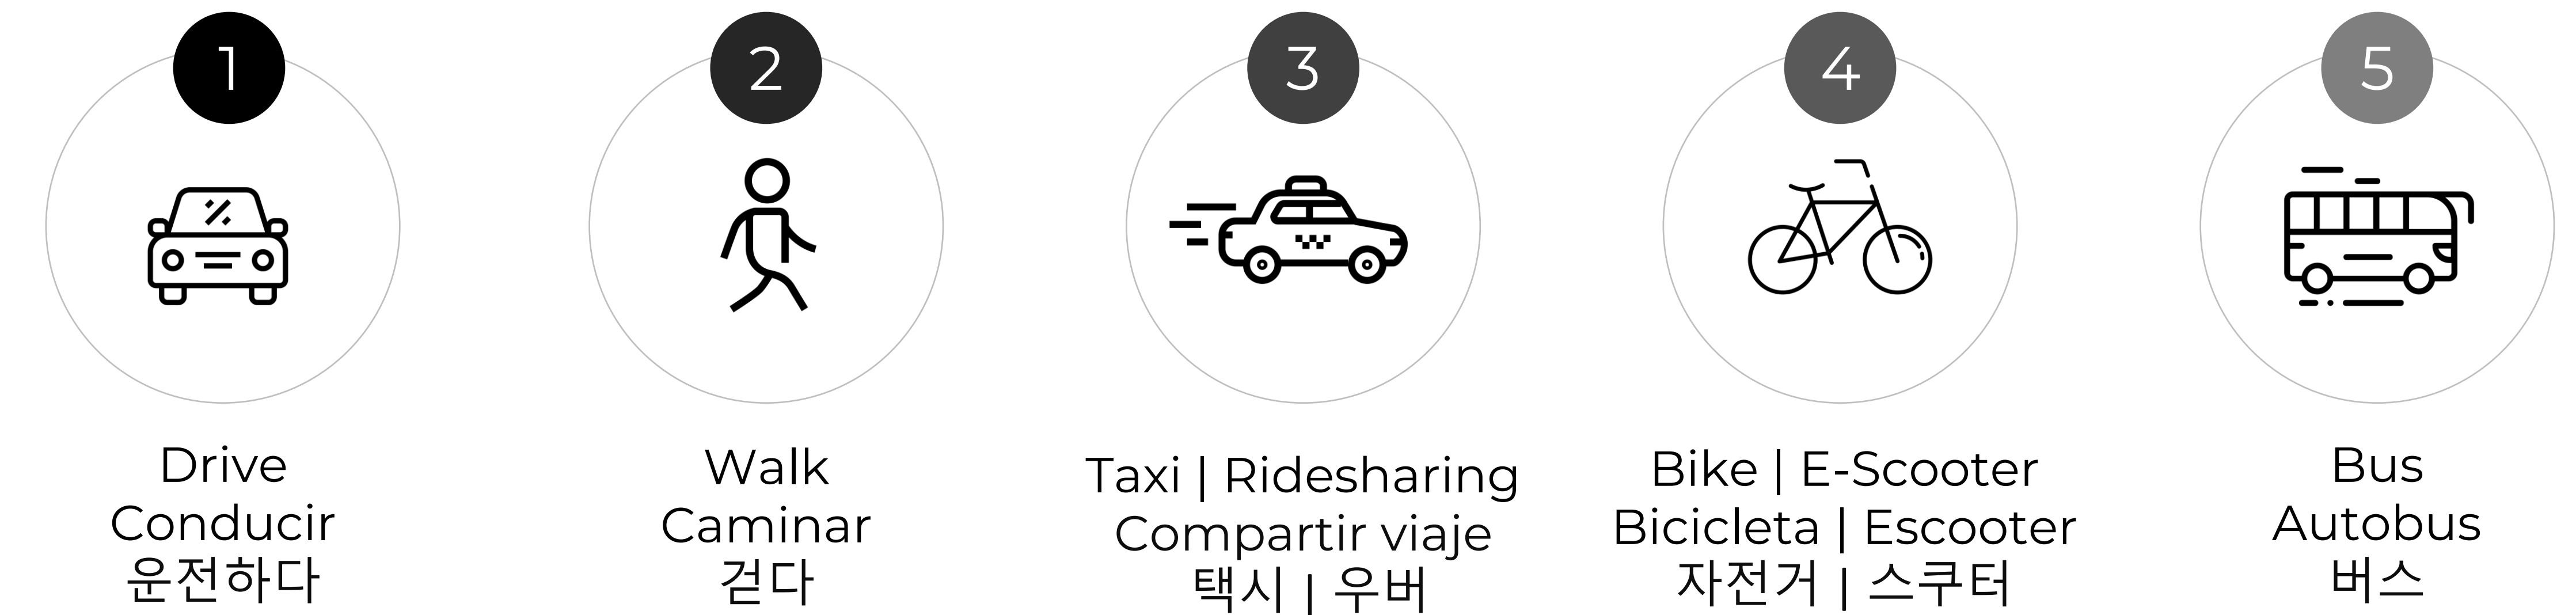 1
Drive
Conducir
운전하다
2
Walk
Caminar
걷다
3
Taxi | Ridesharing
Compartir viaje
택시 | 우버
4
Bike | E-Scooter
Bicicleta | Escooter
자전거 | 스쿠터
5
Bus
Autobus
버스